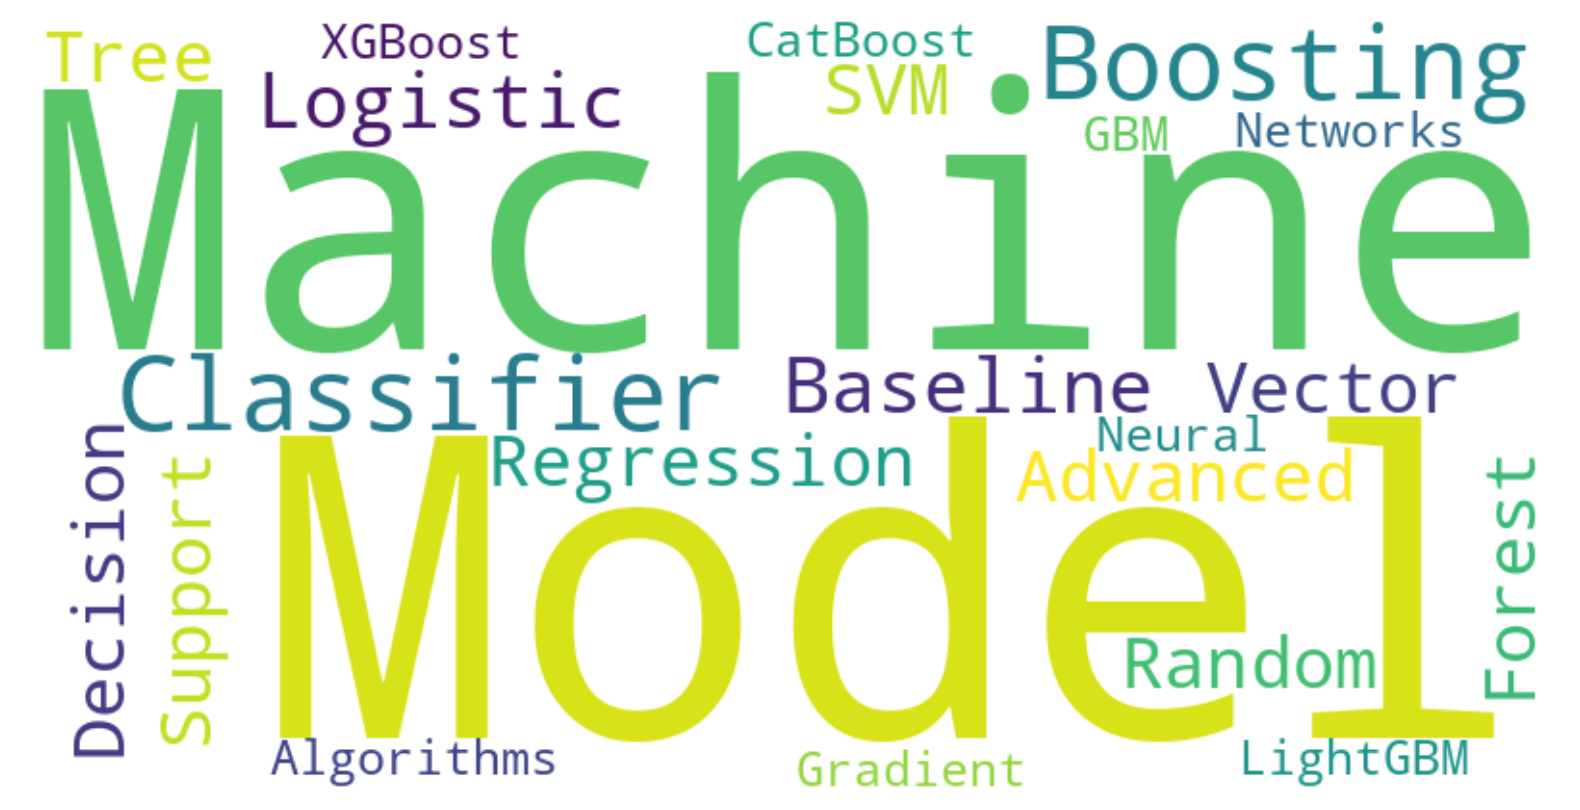 Tree
XGBoost
CatBoost
Boosting
Logistic
SVM
GBM
Networks
Machine
Classifier
Baseline
Vector
Decision
Support
Regression
Neural
Advanced
Model
Random
Forest
Algorithms
Gradient
LightGBM